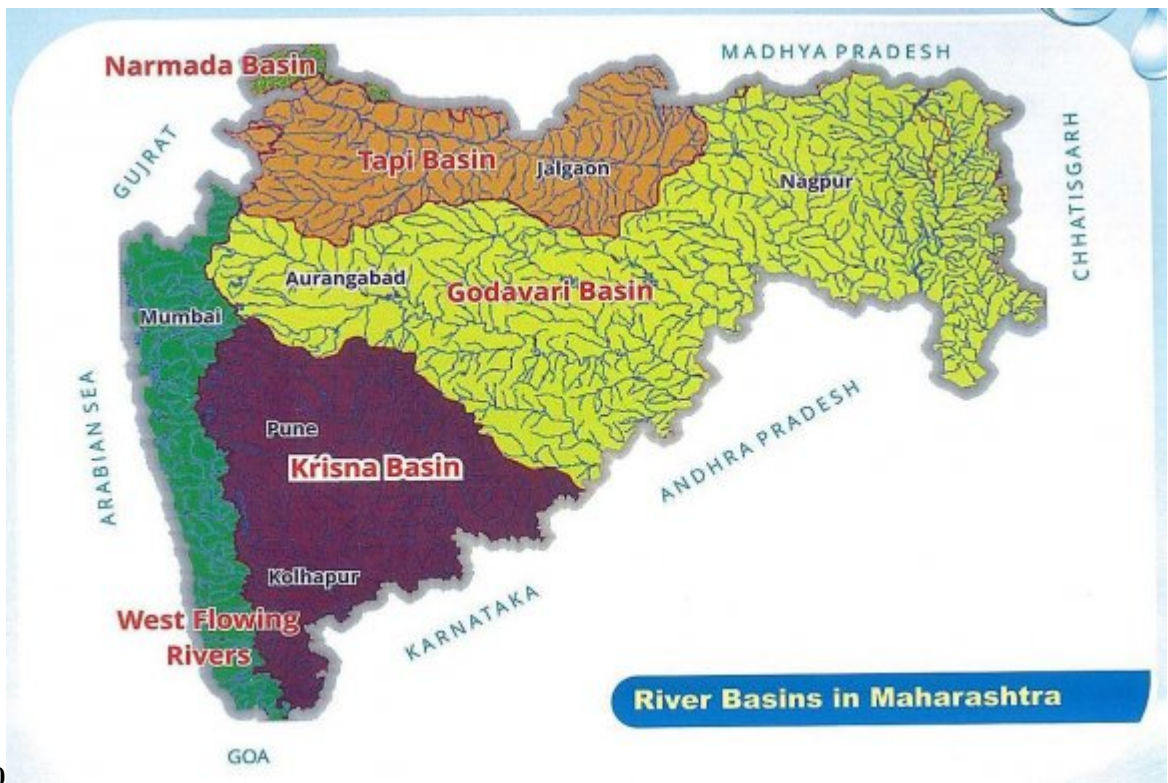 MADHYA PRADESH
Narmada Basin
GUJRAT
CHHATISGARH
Tapi Basin
Jalgaon
Nagpur
Aurangabad
Godavari Basin
Mumbai
ARABIAN SEA
Pune
Krisna Basin
ANDHRA PRADESH
Kolhapur
KARNATAKA
West Flowing
Rivers
River Basins in Maharashtra
GOA